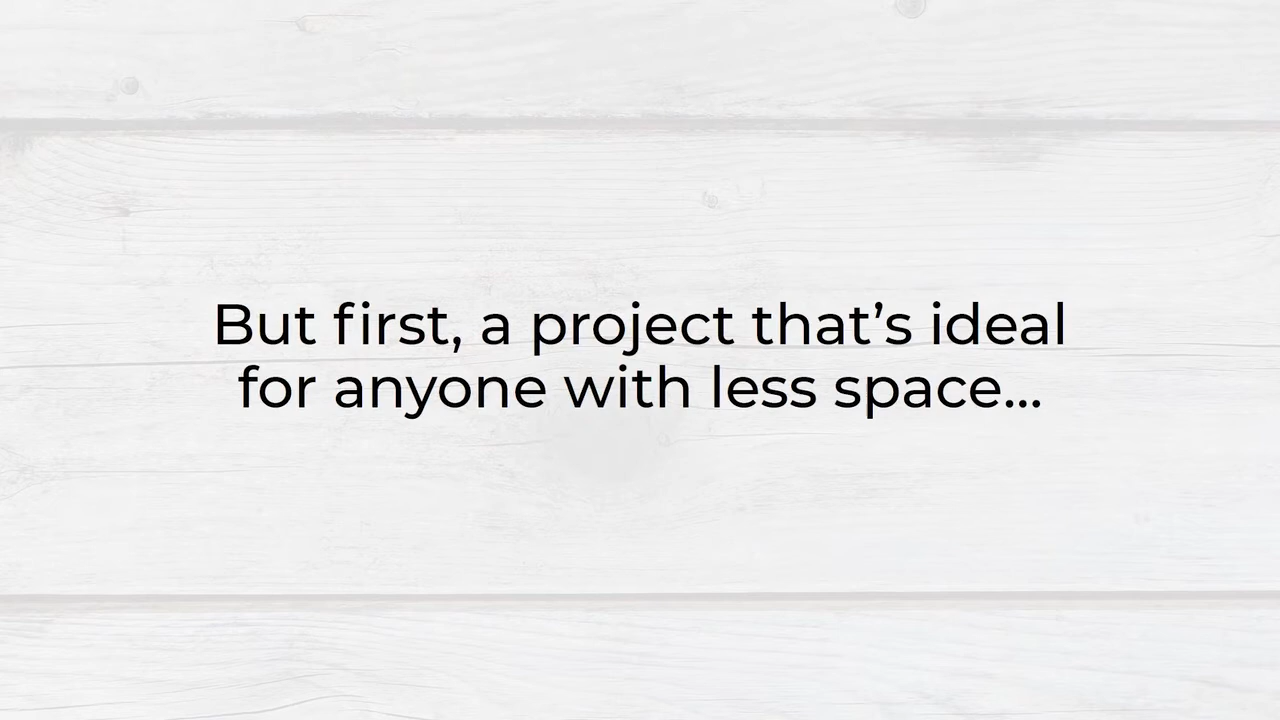 But first, a project that’s ideal
for anyone with less space...